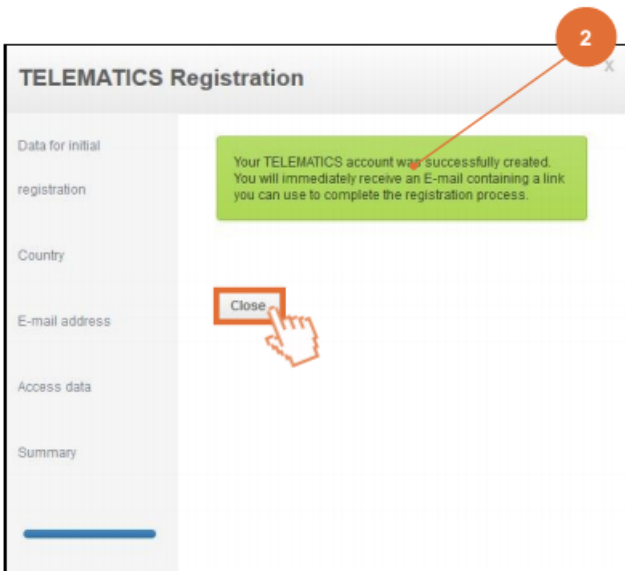 2
TELEMATICS Registration
x
Data for initial
registration
Country
E-mail address
Access data
Summary
Your TELEMATICS account was successfully created.
You will immediately receive an E-mail containing a link
you can use to complete the registration process.
Close